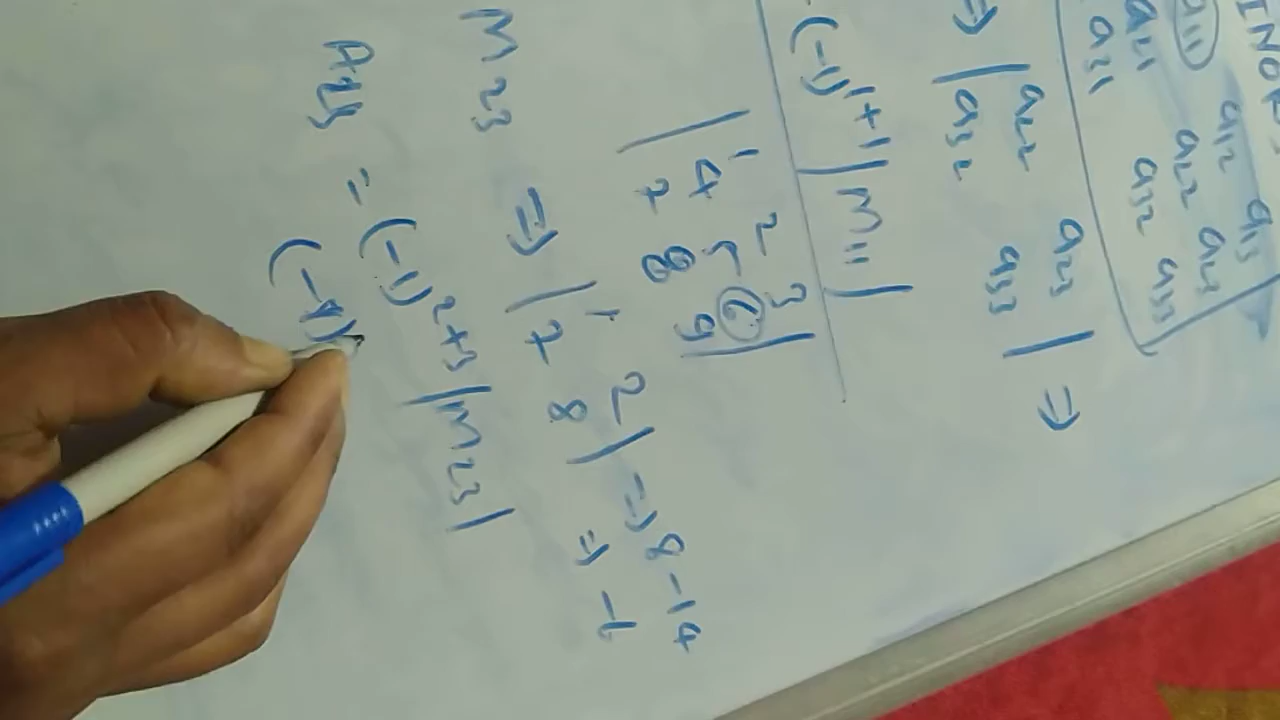 INOR
a11 a12 a13
a21 a22 a23
a31 a32 a33
⇒ | a22 a23 | ⇒
a32 a33
(-1)1+1 | M11 |
1 2 3
4 5 6
7 8 9
M23 ⇒ | 1 2 | ⇒ 8-14
7 8 ⇒ -6
A23 = (-1)2+3 | M23 |
(-1)